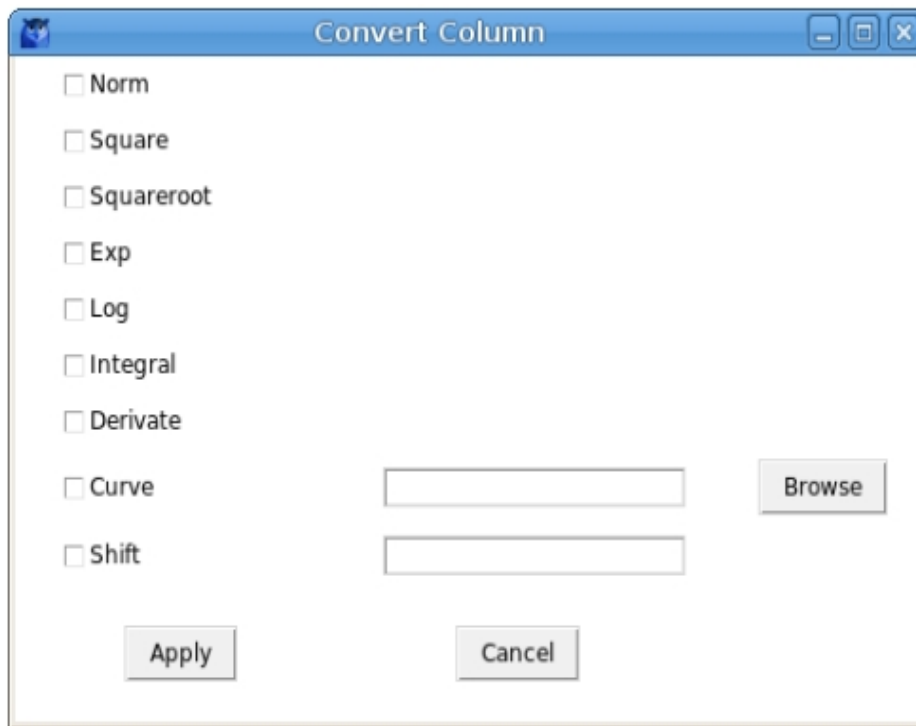 Convert Column
Norm
Square
Squareroot
Exp
Log
Integral
Derivate
Curve Browse
Shift
Apply Cancel